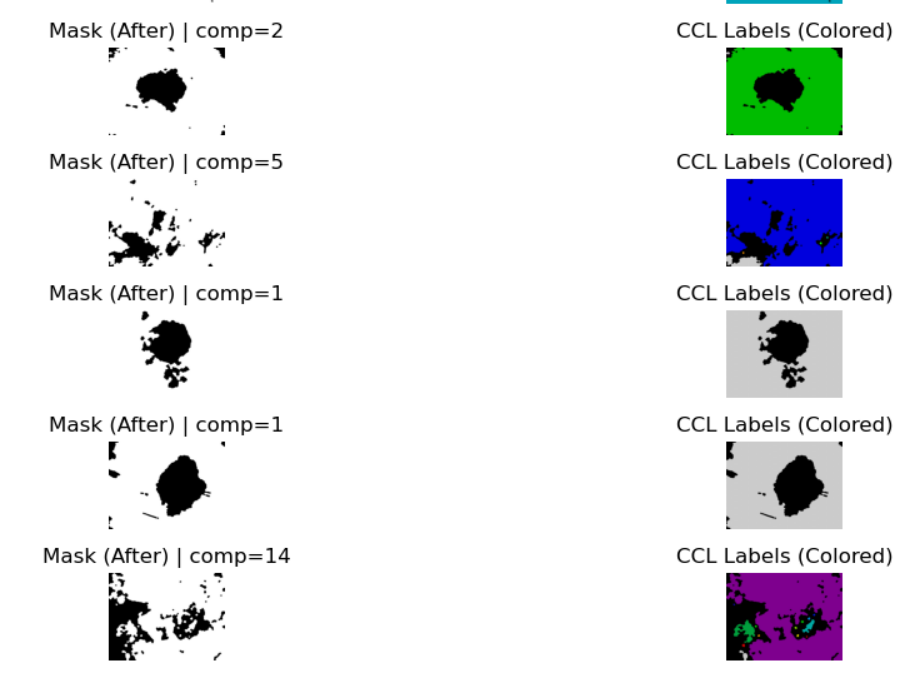 Mask (After) | comp=2
CCL Labels (Colored)
Mask (After) | comp=5
CCL Labels (Colored)
Mask (After) | comp=1
CCL Labels (Colored)
Mask (After) | comp=1
CCL Labels (Colored)
Mask (After) | comp=14
CCL Labels (Colored)